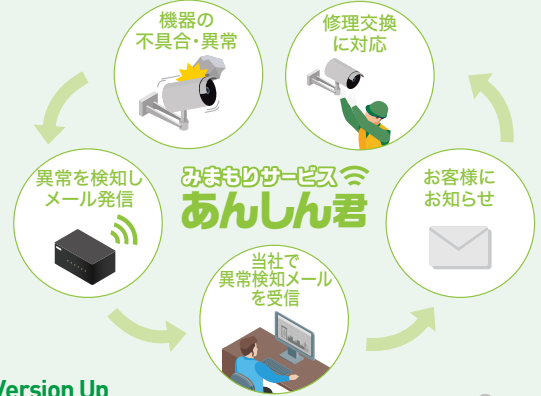 機器の
不具合・異常
修理交換
に対応
異常を検知し
メール発信
みまもりサービス
あんしん君
お客様に
お知らせ
当社で
異常検知メール
を受信
Version Up